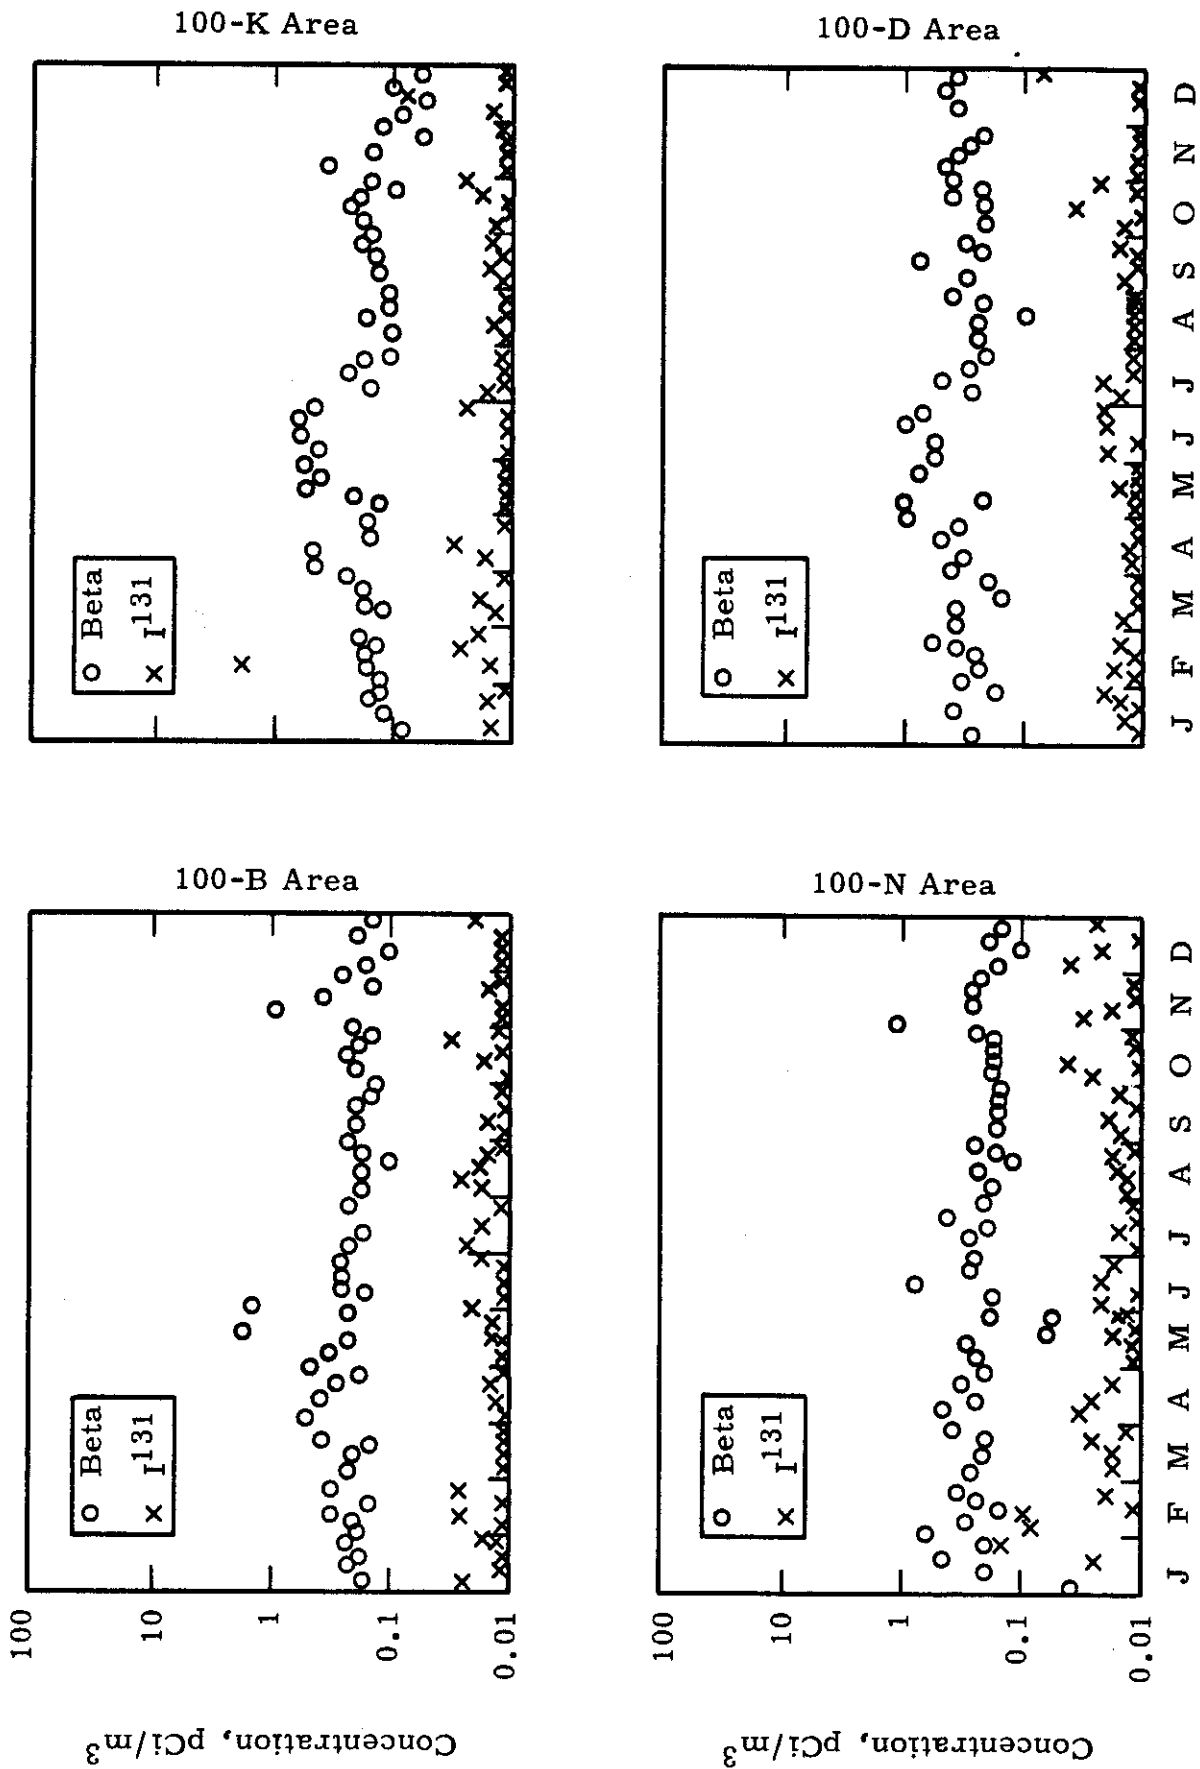 100-B Area
100-K Area
Concentration, pCi/m³
100
10
1
0.1
0.01
O Beta
× I¹³¹
O Beta
× I¹³¹
100-N Area
100-D Area
Concentration, pCi/m³
100
10
1
0.1
0.01
O Beta
× I¹³¹
O Beta
× I¹³¹
J F M A M J J A S O N D
J F M A M J J A S O N D